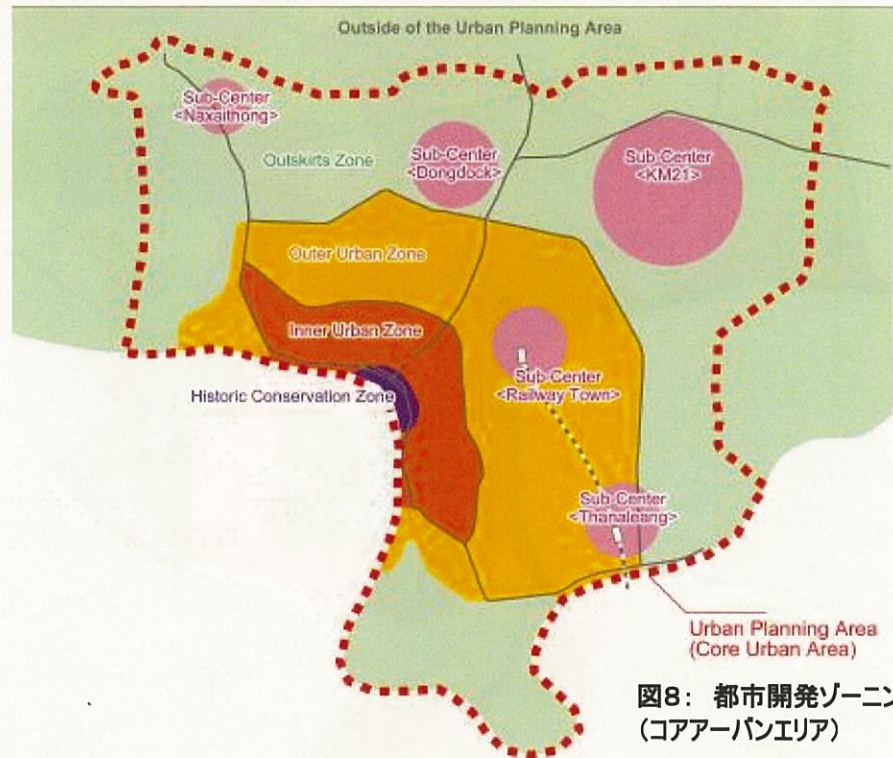 Outside of the Urban Planning Area
Sub-Center
<Naxaithong>
Outskirts Zone
Sub-Center
<Dongdock>
Sub-Center
<KM21>
Outer Urban Zone
Inner Urban Zone
Historic Conservation Zone
Sub-Center
<Railway Town>
Sub-Center
<Thanaleang>
Urban Planning Area
(Core Urban Area)
図8： 都市開発ゾーニン
(コアアーバンエリア)